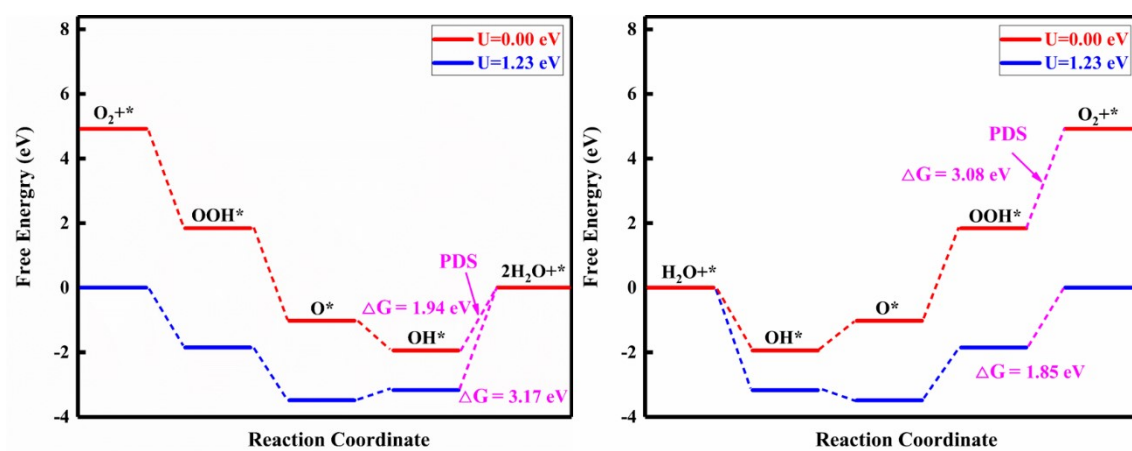 8
6
4
2
0
-2
-4
Free Energry (eV)
Reaction Coordinate
U=0.00 eV
U=1.23 eV
O₂+*
OOH*
O*
OH*
2H₂O+*
PDS
△G = 1.94 eV
△G = 3.17 eV
8
6
4
2
0
-2
-4
Free Energry (eV)
Reaction Coordinate
U=0.00 eV
U=1.23 eV
H₂O+*
OH*
O*
OOH*
O₂+*
PDS
△G = 3.08 eV
△G = 1.85 eV